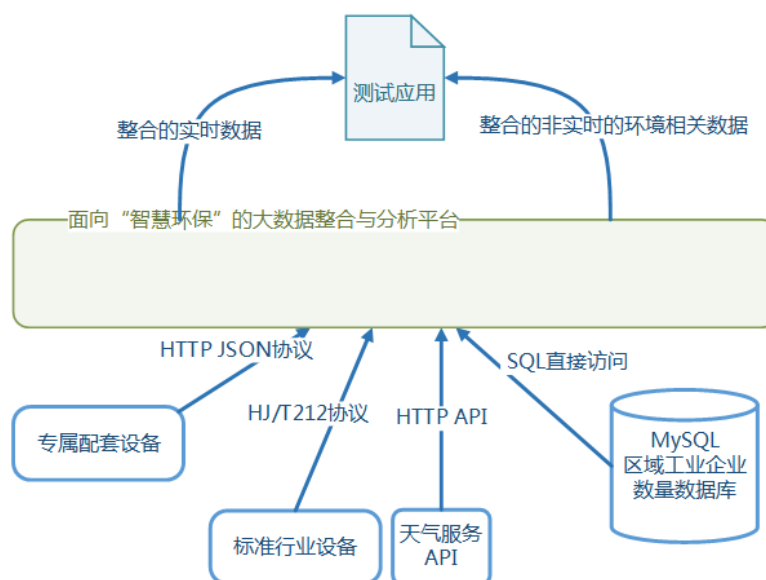 测试应用
整合的实时数据
整合的非实时的环境相关数据
面向“智慧环保”的大数据整合与分析平台
HTTP JSON协议
SQL直接访问
HJ/T212协议
HTTP API
专属配套设备
MySQL
区域工业企业
数量数据库
标准行业设备
天气服务
API